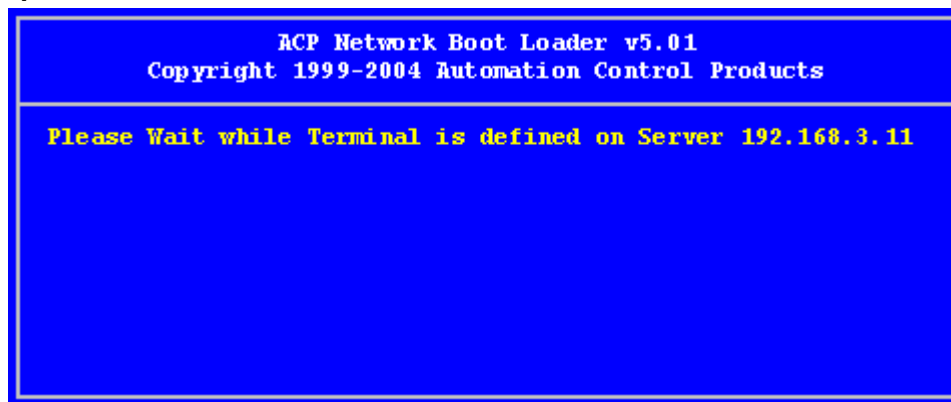 ACP Network Boot Loader v5.01
Copyright 1999-2004 Automation Control Products
Please Wait while Terminal is defined on Server 192.168.3.11